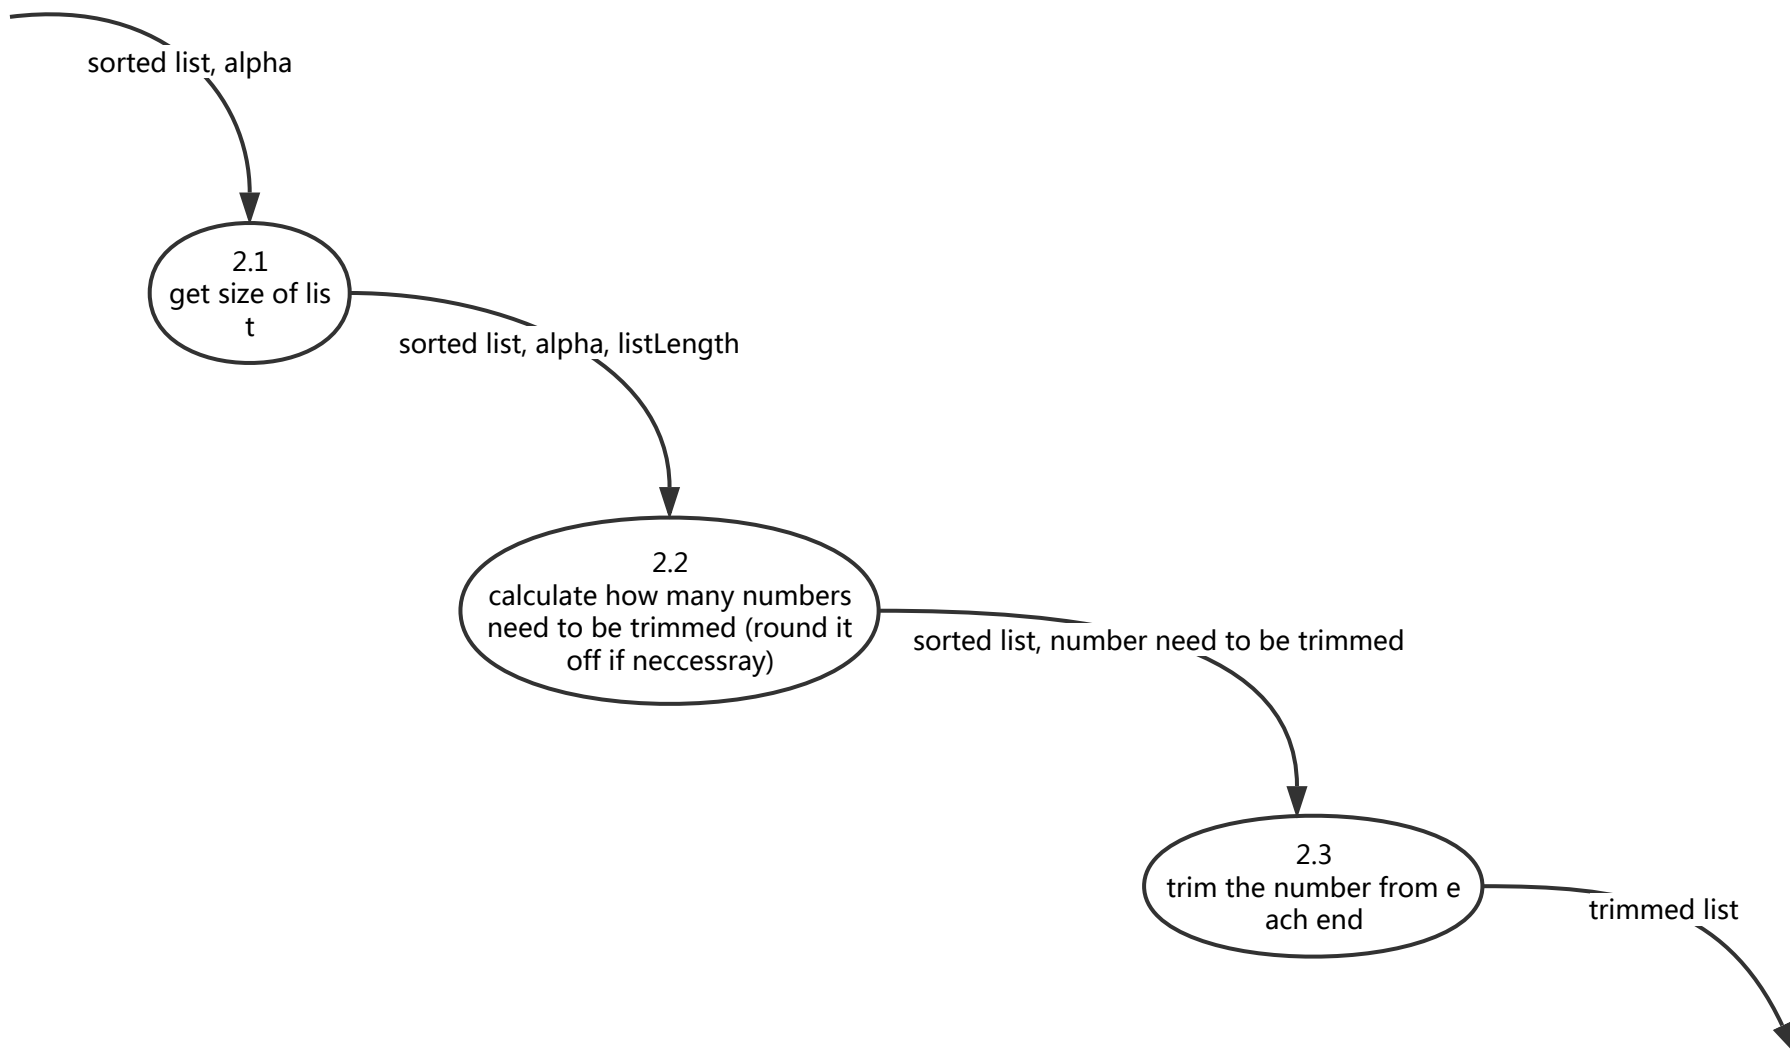 sorted list, alpha
2.1
get size of lis
t
sorted list, alpha, listLength
2.2
calculate how many numbers
need to be trimmed (round it
off if neccessray)
sorted list, number need to be trimmed
2.3
trim the number from e
ach end
trimmed list